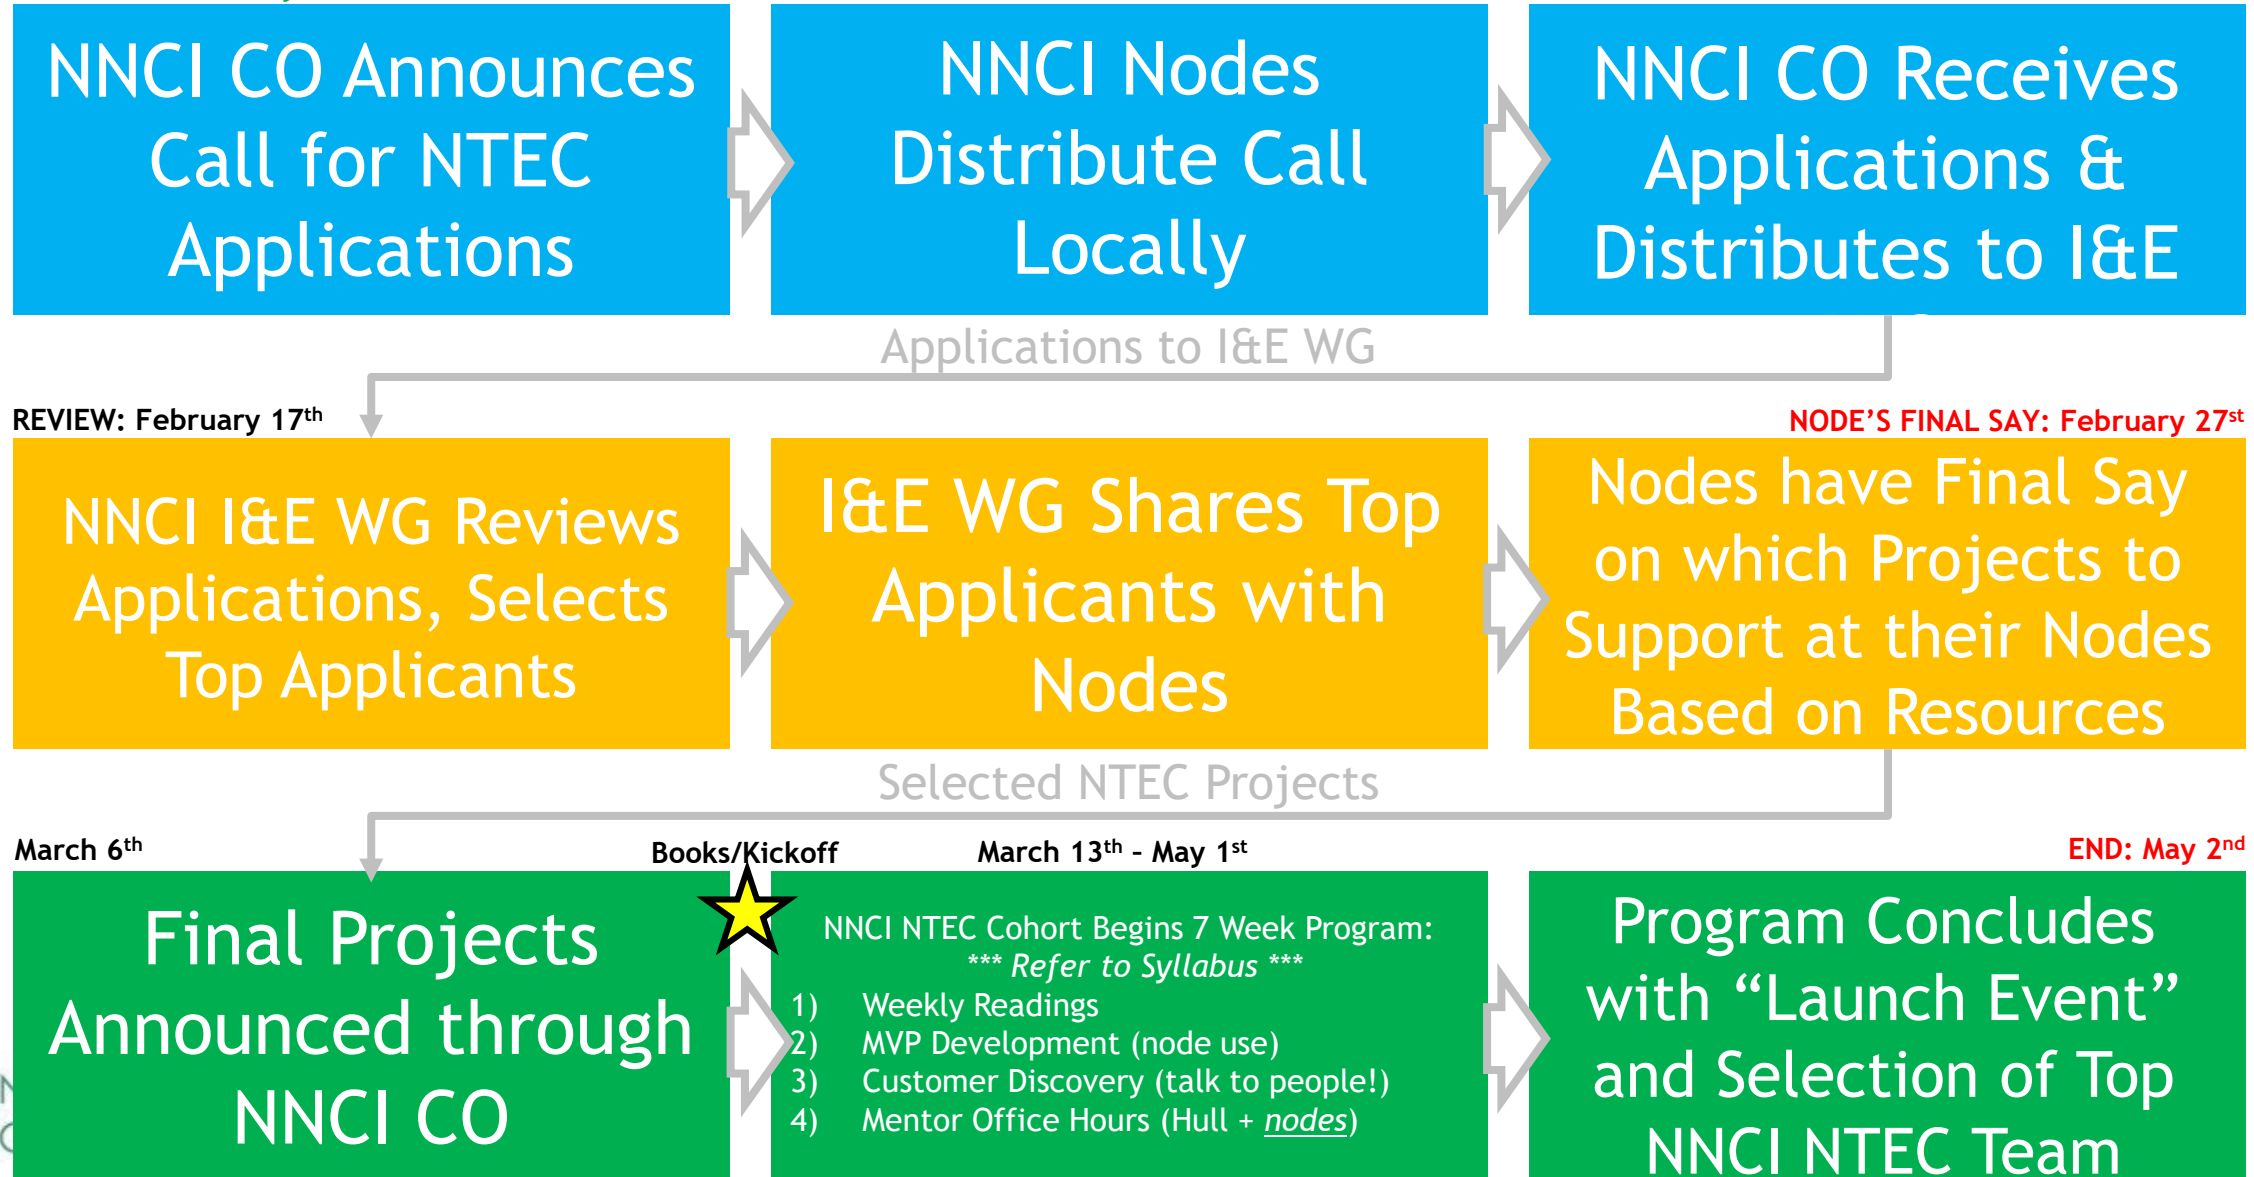 NNCI CO Announces
Call for NTEC
Applications
NNCI Nodes
Distribute Call
Locally
NNCI CO Receives
Applications &
Distributes to I&E
Applications to I&E WG
REVIEW: February 17th
NODE’S FINAL SAY: February 27st
NNCI I&E WG Reviews
Applications, Selects
Top Applicants
I&E WG Shares Top
Applicants with
Nodes
Nodes have Final Say
on which Projects to
Support at their Nodes
Based on Resources
Selected NTEC Projects
March 6th
Books/Kickoff
March 13th – May 1st
END: May 2nd
Final Projects
Announced through
NNCI CO
NNCI NTEC Cohort Begins 7 Week Program:
*** Refer to Syllabus ***
1) Weekly Readings
2) MVP Development (node use)
3) Customer Discovery (talk to people!)
4) Mentor Office Hours (Hull + nodes)
Program Concludes
with “Launch Event”
and Selection of Top
NNCI NTEC Team